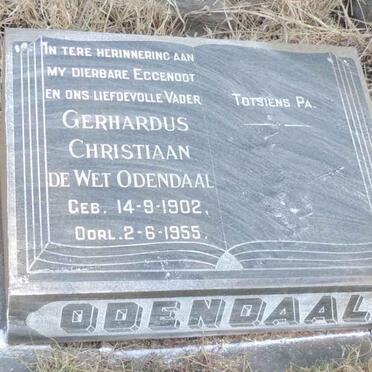 IN TERE HERINNERING AAN
MY DIERBARE EGGENOOT
EN ONS LIEFDEVOLLE VADER
GERHARDUS
CHRISTIAAN
DE WET ODENDAAL
GEB. 14-9-1902,
OORL. 2-6-1955.
TOTSIENS PA.
ODENDAAL